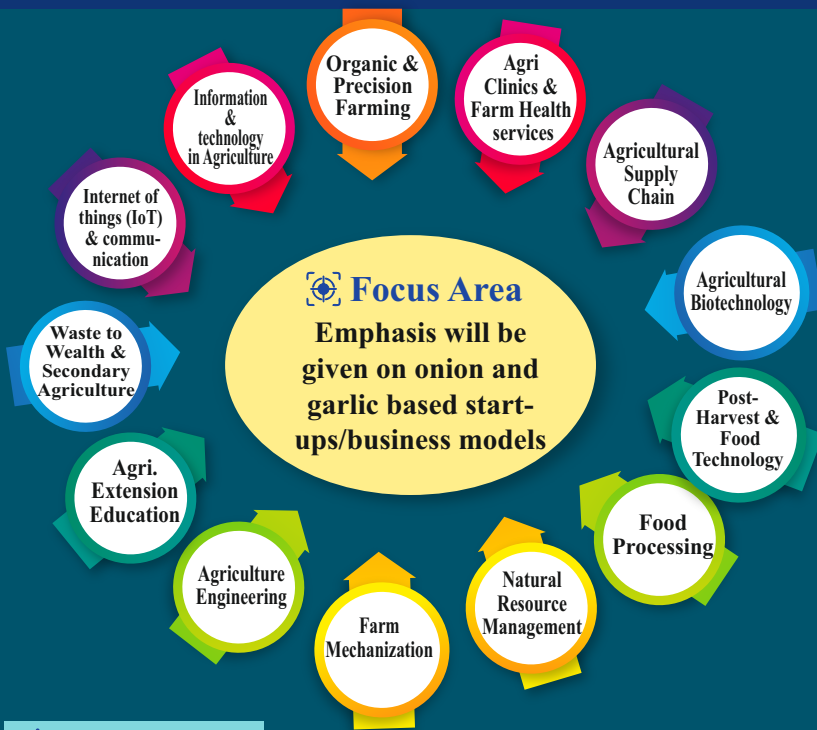 Organic &
Precision
Farming
Agri
Clinics &
Farm Health
services
Agricultural
Supply
Chain
Agricultural
Biotechnology
Post-
Harvest &
Food
Technology
Food
Processing
Natural
Resource
Management
Farm
Mechanization
Agriculture
Engineering
Agri.
Extension
Education
Waste to
Wealth &
Secondary
Agriculture
Internet of
things (IoT)
& commu-
nication
Information
&
technology
in Agriculture
Focus Area
Emphasis will be
given on onion and
garlic based start-
ups/business models